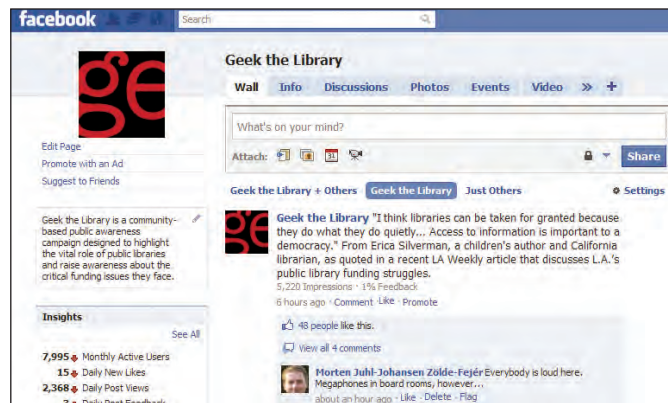 facebook
Search
ge
Geek the Library
Wall Info Discussions Photos Events Video » +
What's on your mind?
Attach: 31
Share
Edit Page
Promote with an Ad
Suggest to Friends
Geek the Library + Others Geek the Library Just Others Settings
Geek the Library is a community-
based public awareness
campaign designed to highlight
the vital role of public libraries
and raise awareness about the
critical funding issues they face.
ge
Geek the Library "I think libraries can be taken for granted because
they do what they do quietly... Access to information is important to a
democracy." From Erica Silverman, a children's author and California
librarian, as quoted in a recent LA Weekly article that discusses L.A.'s
public library funding struggles.
5,220 Impressions · 1% Feedback
6 hours ago · Comment · Like · Promote
Insights
See All
7,995 Monthly Active Users
15 Daily New Likes
2,368 Daily Post Views
Daily Post Feedback
48 people like this.
View all 4 comments
Morten Juhl-Johansen Zölde-Fejér Everybody is loud here.
Megaphones in board rooms, however...
about an hour ago · Like · Delete · Flag